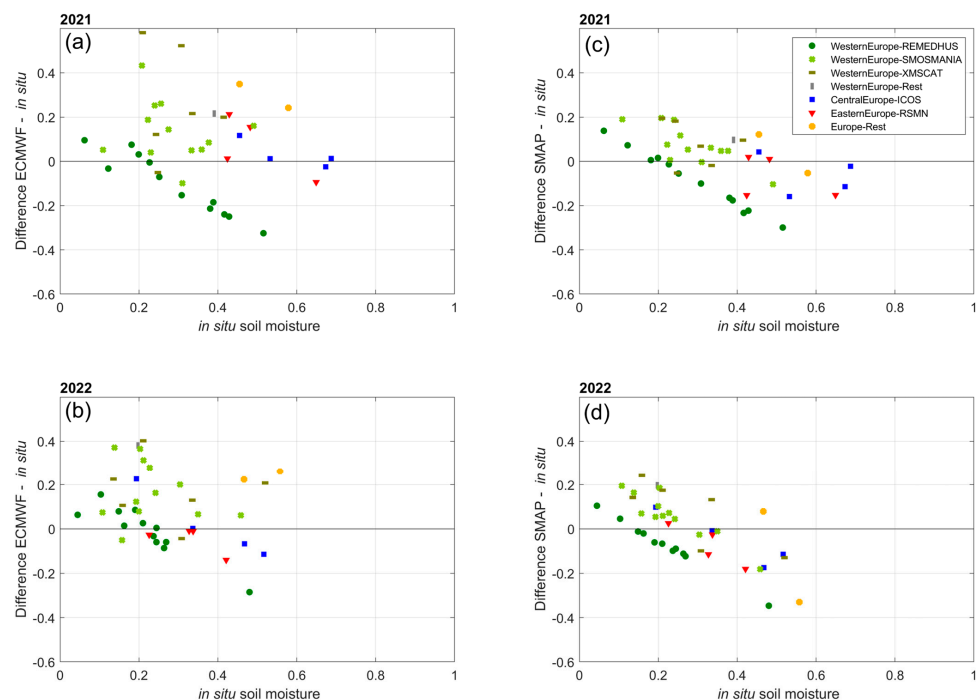 2021
(a)
0.4
0.2
0
-0.2
-0.4
-0.6
0 0.2 0.4 0.6 0.8 1
Difference ECMWF - in situ
in situ soil moisture
2021
(c)
WesternEurope-REMEDHUS
WesternEurope-SMOSMANIA
WesternEurope-XMSCAT
WesternEurope-Rest
CentralEurope-ICOS
EasternEurope-RSMN
Europe-Rest
0.4
0.2
0
-0.2
-0.4
-0.6
0 0.2 0.4 0.6 0.8 1
Difference SMAP - in situ
in situ soil moisture
2022
(b)
0.4
0.2
0
-0.2
-0.4
-0.6
0 0.2 0.4 0.6 0.8 1
Difference ECMWF - in situ
in situ soil moisture
2022
(d)
0.4
0.2
0
-0.2
-0.4
-0.6
0 0.2 0.4 0.6 0.8 1
Difference SMAP - in situ
in situ soil moisture